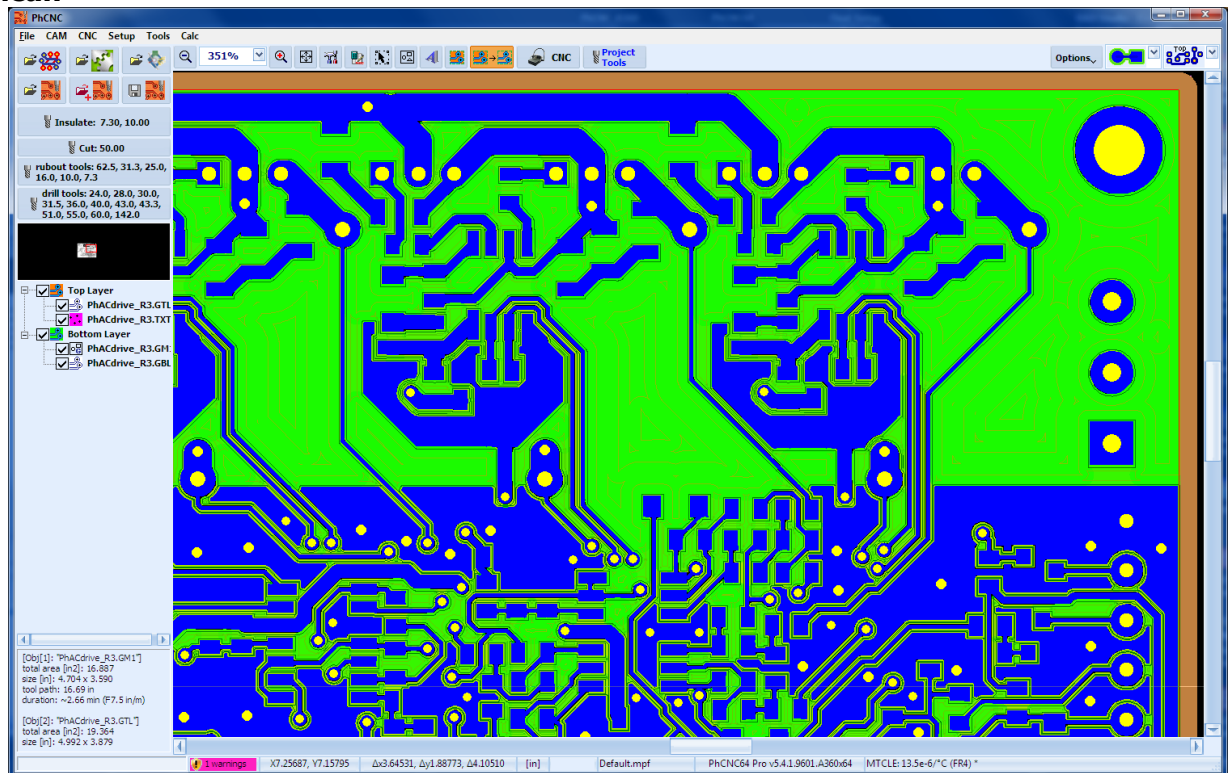 PhCNC
File CAM CNC Setup Tools Calc
351% CNC Project Tools Options TOP
Insulate: 7.30, 10.00
Cut: 50.00
rubout tools: 62.5, 31.3, 25.0,
16.0, 10.0, 7.3
drill tools: 24.0, 28.0, 30.0,
31.5, 36.0, 40.0, 43.0, 43.3,
51.0, 55.0, 60.0, 142.0
Top Layer
PhACdrive_R3.GTL
PhACdrive_R3.TXT
Bottom Layer
PhACdrive_R3.GM1
PhACdrive_R3.GBL
[Obj[1]: "PhACdrive_R3.GM1"]
total area [in2]: 16.887
size [in]: 4.704 x 3.590
tool path: 16.69 in
duration: ~2.66 min (F7.5 in/m)
[Obj[2]: "PhACdrive_R3.GTL"]
total area [in2]: 19.364
size [in]: 4.992 x 3.879
1 warnings X7.25687, Y7.15795 Δx3.64531, Δy1.88773, Δ4.10510 [in] Default.mpf PhCNC64 Pro v5.4.1.9601.A360x64 MTCLE: 13.5e-6/°C (FR4) *